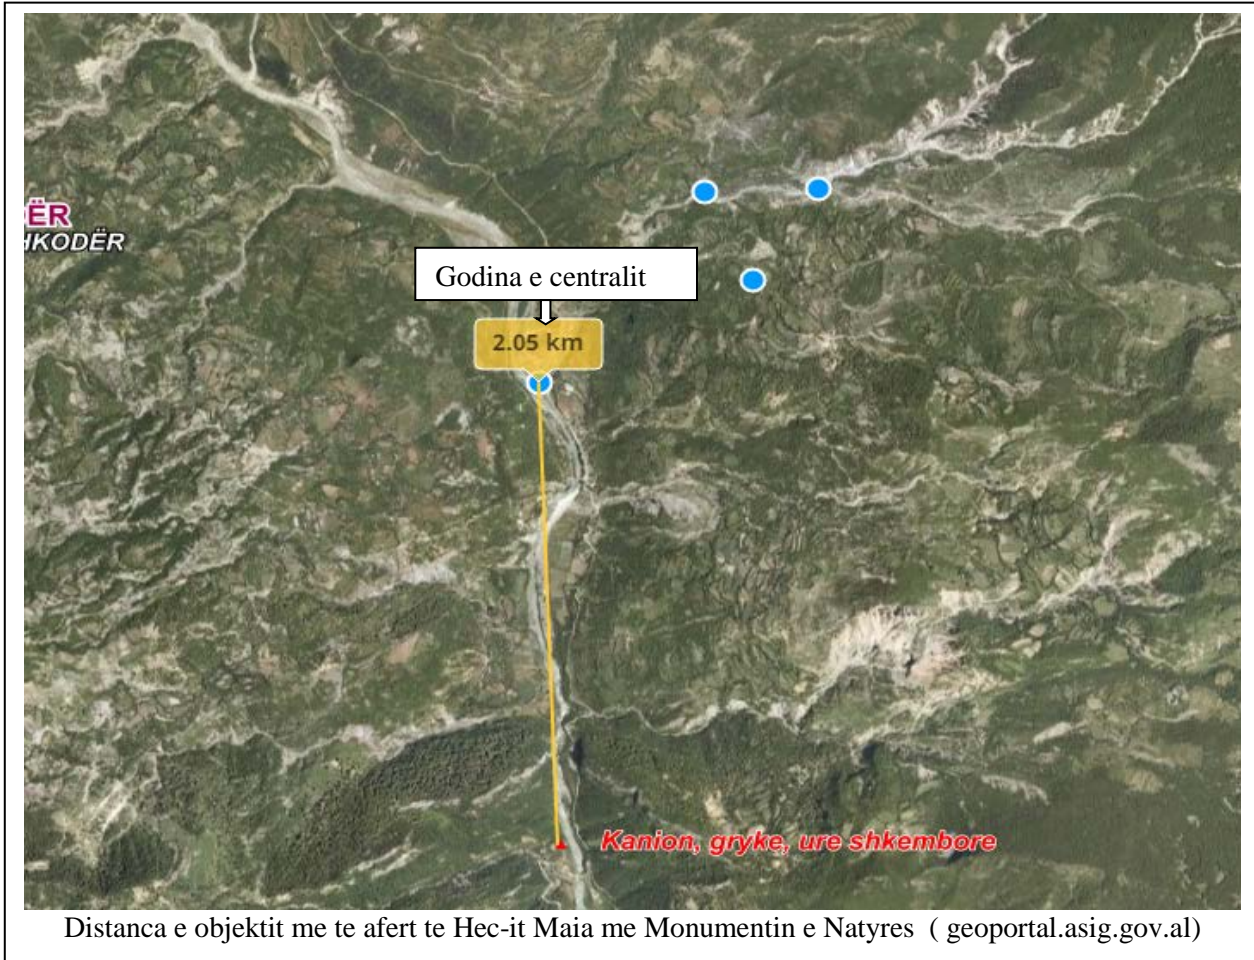 ËR
HKODËR
Godina e centralit
2.05 km
Kanion, gryke, ure shkembore
Distanca e objektit me te afert te Hec-it Maia me Monumentin e Natyres ( geoportal.asig.gov.al)